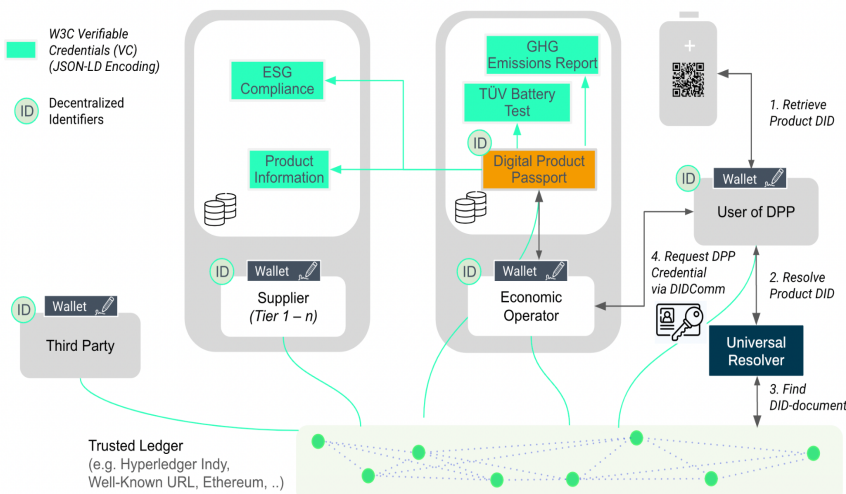 W3C Verifiable
Credentials (VC)
(JSON-LD Encoding)
ID
Decentralized
Identifiers
ESG
Compliance
Product
Information
GHG
Emissions Report
TÜV Battery
Test
ID
Digital Product
Passport
1. Retrieve
Product DID
ID
Wallet
User of DPP
4. Request DPP
Credential
via DIDComm
2. Resolve
Product DID
ID
Wallet
Supplier
(Tier 1 – n)
ID
Wallet
Economic
Operator
ID
Wallet
Third Party
Universal
Resolver
3. Find
DID-document
Trusted Ledger
(e.g. Hyperledger Indy,
Well-Known URL, Ethereum, ..)